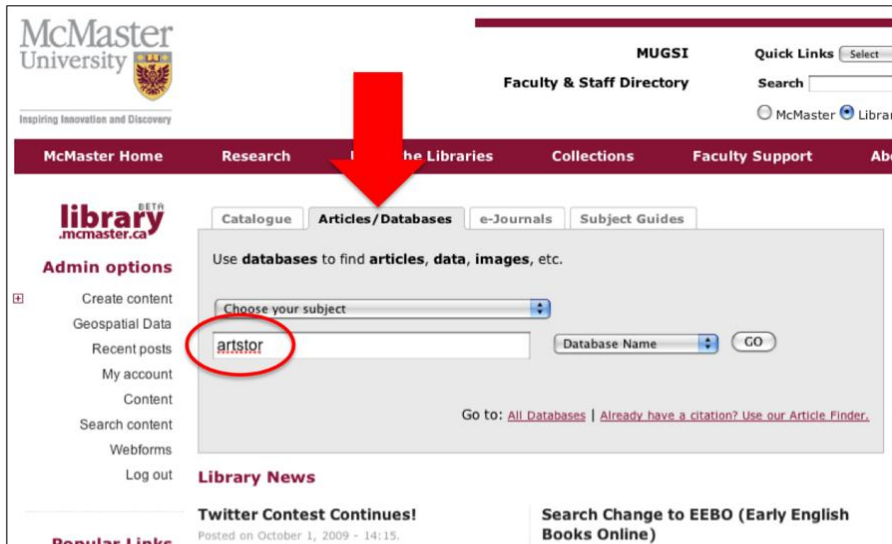 McMaster
University
Inspiring Innovation and Discovery
MUGSI
Faculty & Staff Directory
Quick Links Select
Search
McMaster
McMaster Home Research Libraries Collections Faculty Support
library BETA
.mcmaster.ca
Admin options
Create content
Geospatial Data
Recent posts
My account
Content
Search content
Webforms
Log out
Catalogue Articles/Databases e-Journals Subject Guides
Use databases to find articles, data, images, etc.
Choose your subject
artstor Database Name GO
Go to: All Databases | Already have a citation? Use our Article Finder.
Library News
Twitter Contest Continues!
Posted on October 1, 2009 - 14:15.
Search Change to EEBO (Early English
Books Online)
Popular Links